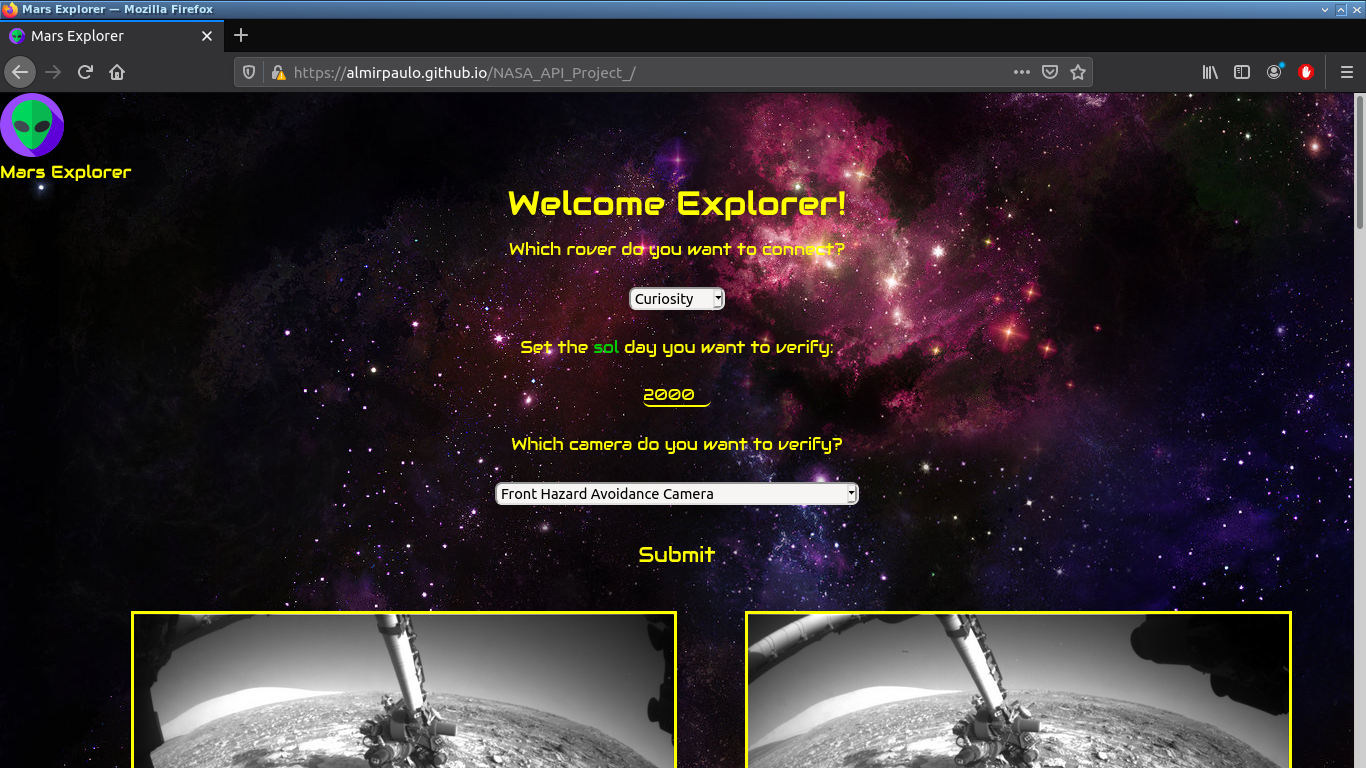 Mars Explorer — Mozilla Firefox
Mars Explorer
https://almirpaulo.github.io/NASA_API_Project_/
Mars Explorer
Welcome Explorer!
Which rover do you want to connect?
Curiosity
Set the sol day you want to verify:
2000
Which camera do you want to verify?
Front Hazard Avoidance Camera
Submit